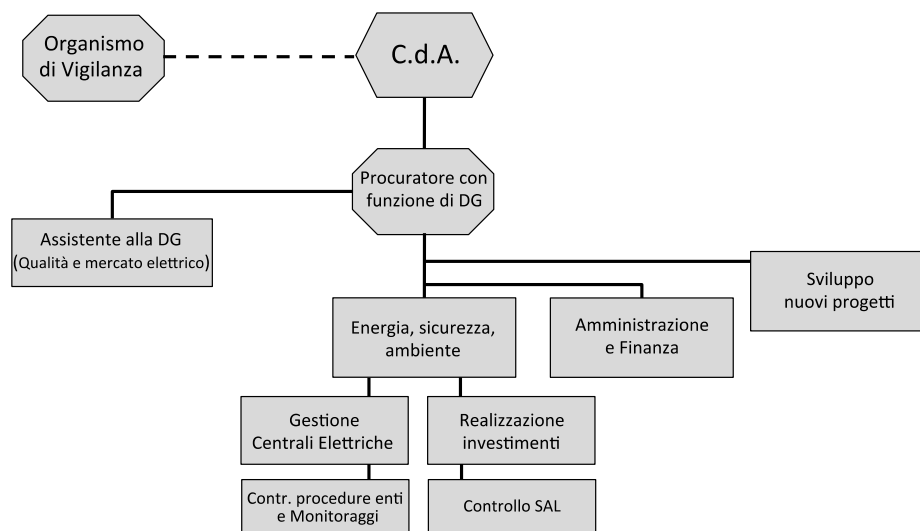 Organismo
di Vigilanza
C.d.A.
Procuratore con
funzione di DG
Assistente alla DG
(Qualità e mercato elettrico)
Sviluppo
nuovi progetti
Energia, sicurezza,
ambiente
Amministrazione
e Finanza
Gestione
Centrali Elettriche
Realizzazione
investimenti
Contr. procedure enti
e Monitoraggi
Controllo SAL